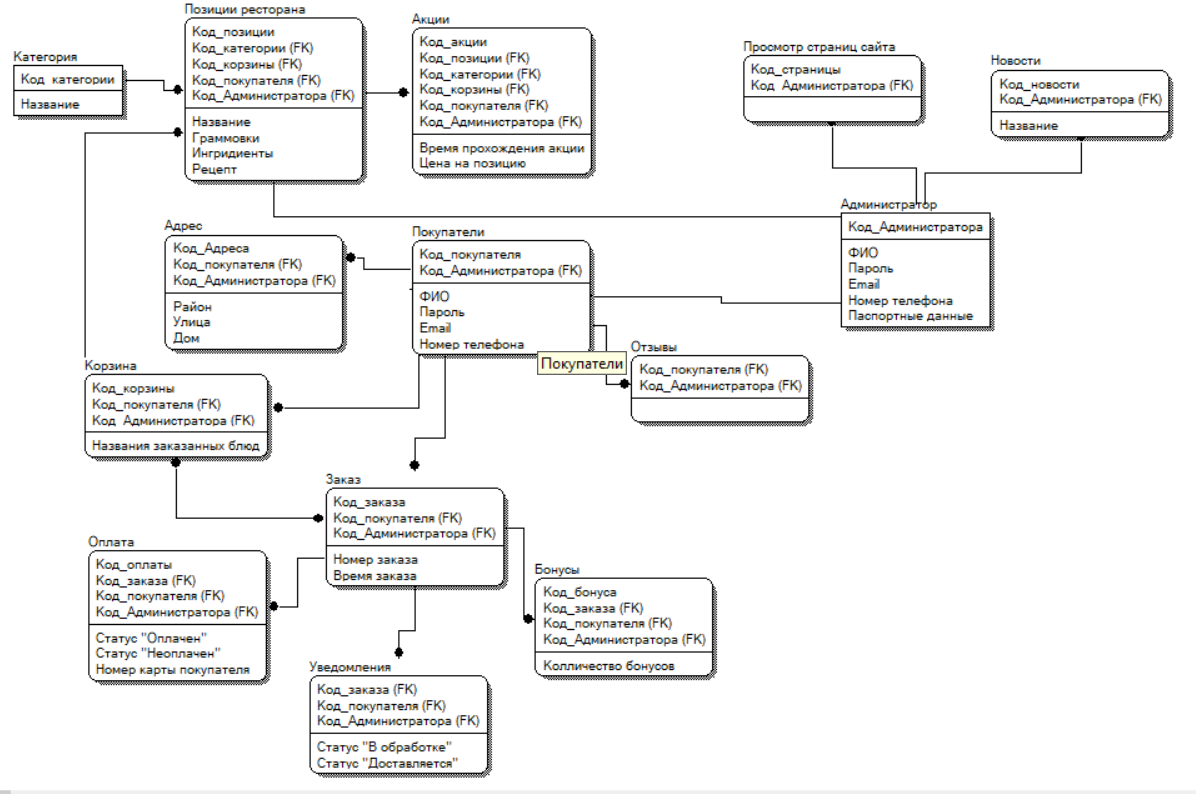 Категория
Код_категории
Название
Позиции ресторана
Код_позиции
Код_категории (FK)
Код_корзины (FK)
Код_покупателя (FK)
Код_Администратора (FK)
Название
Граммовки
Ингридиенты
Рецепт
Акции
Код_акции
Код_позиции (FK)
Код_категории (FK)
Код_корзины (FK)
Код_покупателя (FK)
Код_Администратора (FK)
Время прохождения акции
Цена на позицию
Просмотр страниц сайта
Код_страницы
Код_Администратора (FK)
Новости
Код_новости
Код_Администратора (FK)
Название
Администратор
Код_Администратора
ФИО
Пароль
Email
Номер телефона
Паспортные данные
Адрес
Код_Адреса
Код_покупателя (FK)
Код_Администратора (FK)
Район
Улица
Дом
Покупатели
Код_покупателя
Код_Администратора (FK)
ФИО
Пароль
Email
Номер телефона
Покупатели
Отзывы
Код_покупателя (FK)
Код_Администратора (FK)
Корзина
Код_корзины
Код_покупателя (FK)
Код_Администратора (FK)
Названия заказанных блюд
Заказ
Код_заказа
Код_покупателя (FK)
Код_Администратора (FK)
Номер заказа
Время заказа
Оплата
Код_оплаты
Код_заказа (FK)
Код_покупателя (FK)
Код_Администратора (FK)
Статус "Оплачен"
Статус "Неоплачен"
Номер карты покупателя
Бонусы
Код_бонуса
Код_заказа (FK)
Код_покупателя (FK)
Код_Администратора (FK)
Колличество бонусов
Уведомления
Код_заказа (FK)
Код_покупателя (FK)
Код_Администратора (FK)
Статус "В обработке"
Статус "Доставляется"